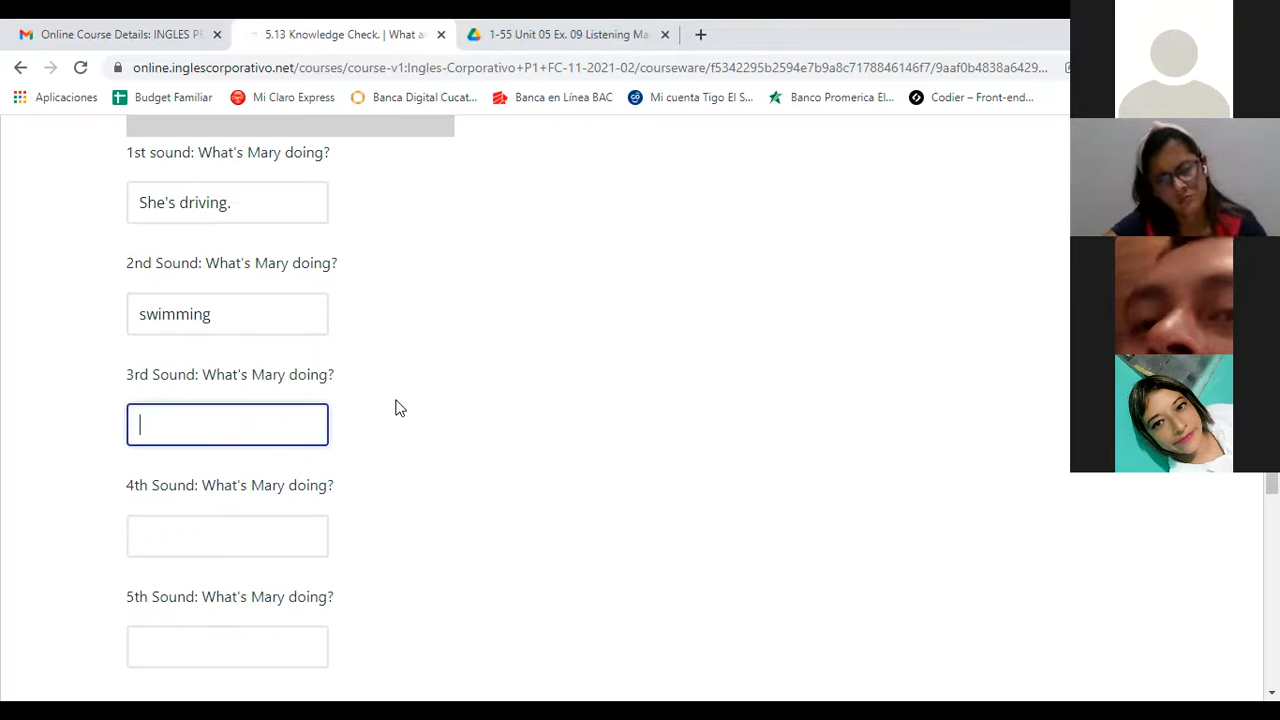 Online Course Details: INGLES PR
5.13 Knowledge Check. | What a
1-55 Unit 05 Ex. 09 Listening Ma
online.inglescorporativo.net/courses/course-v1:Ingles-Corporativo+P1+FC-11-2021-02/courseware/f5342295b2594e7b9a8c7178846146f7/9aaf0b4838a6429...
Aplicaciones
Budget Familiar
Mi Claro Express
Banca Digital Cucat...
Banca en Línea BAC
Mi cuenta Tigo El S...
Banco Promerica El...
Codier – Front-end...
1st sound: What's Mary doing?
She's driving.
2nd Sound: What's Mary doing?
swimming
3rd Sound: What's Mary doing?
4th Sound: What's Mary doing?
5th Sound: What's Mary doing?